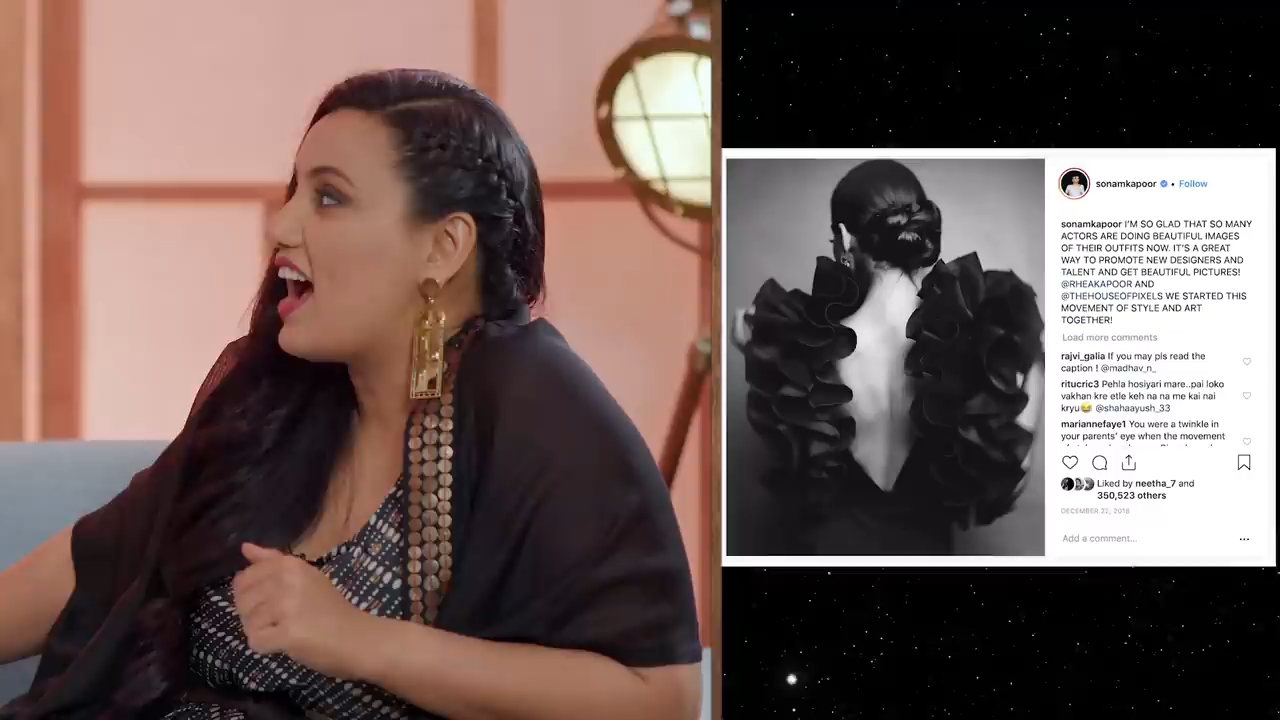 sonamkapoor • Follow
sonamkapoor I'M SO GLAD THAT SO MANY
ACTORS ARE DOING BEAUTIFUL IMAGES
OF THEIR OUTFITS NOW. IT'S A GREAT
WAY TO PROMOTE NEW DESIGNERS AND
TALENT AND GET BEAUTIFUL PICTURES!
@RHEAKAPOOR AND
@THEHOUSEOFPIXELS WE STARTED THIS
MOVEMENT OF STYLE AND ART
TOGETHER!
Load more comments
rajvi_galia If you may pls read the
caption ! @madhav_n_
ritucric3 Pehla hosiyari mare..pai loko
vakhan kre etle keh na na me kai nai
kryu😂 @shahaayush_33
mariannefaye1 You were a twinkle in
your parents' eye when the movement
Liked by neetha_7 and
350,523 others
DECEMBER 22, 2018
Add a comment...